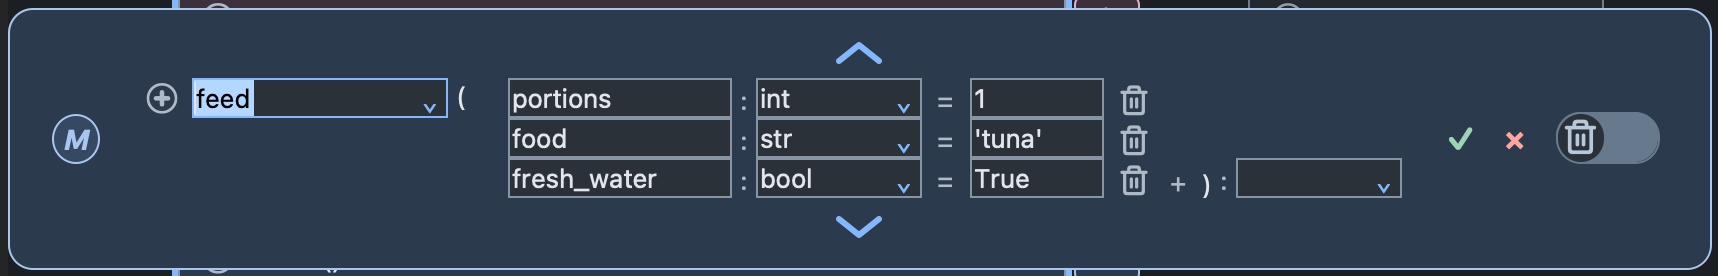 M feed ( portions : int = 1
food : str = 'tuna'
fresh_water : bool = True + ) :